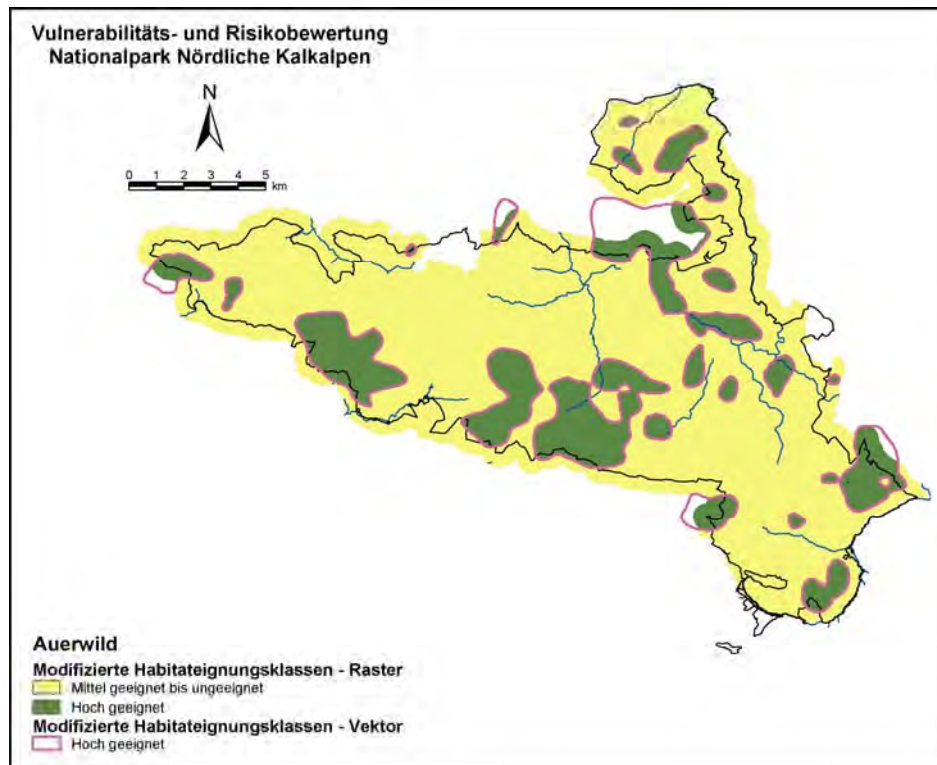 Vulnerabilitäts- und Risikobewertung
Nationalpark Nördliche Kalkalpen
N
0 1 2 3 4 5
km
Auerwild
Modifizierte Habitateignungsklassen - Raster
Mittel geeignet bis ungeeignet
Hoch geeignet
Modifizierte Habitateignungsklassen - Vektor
Hoch geeignet